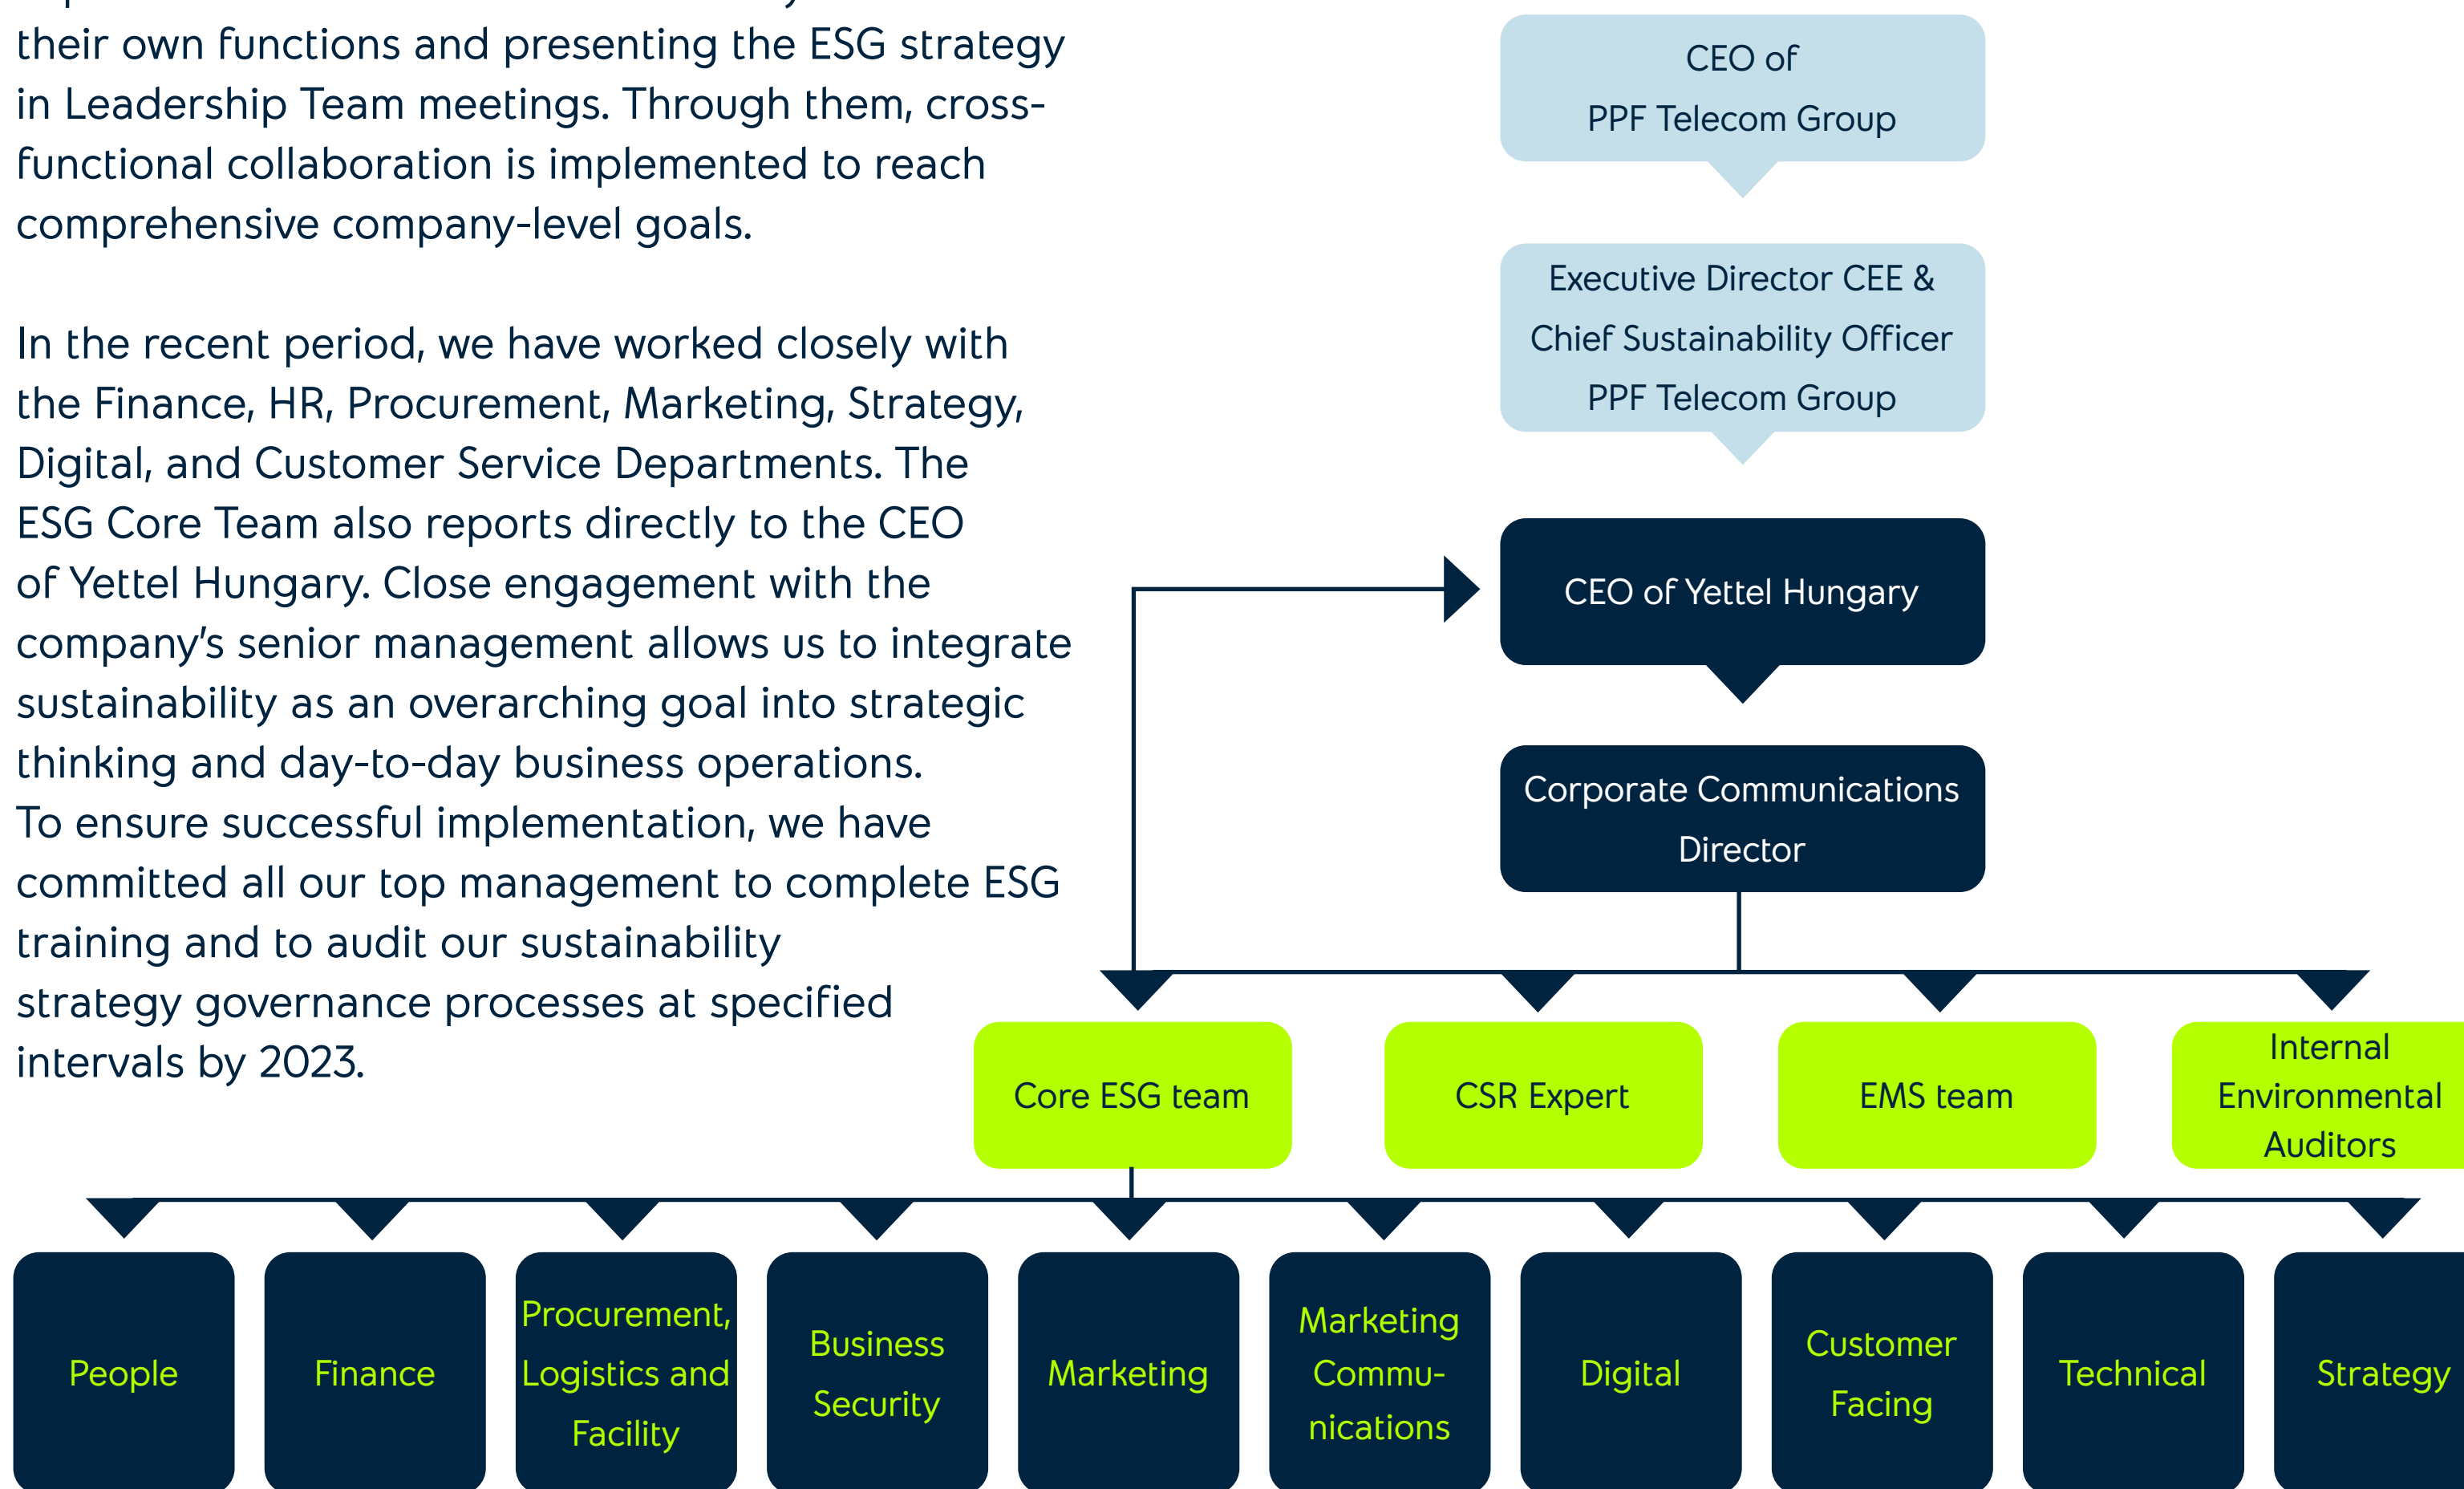 their own functions and presenting the ESG strategy
in Leadership Team meetings. Through them, cross-
functional collaboration is implemented to reach
comprehensive company-level goals.
In the recent period, we have worked closely with
the Finance, HR, Procurement, Marketing, Strategy,
Digital, and Customer Service Departments. The
ESG Core Team also reports directly to the CEO
of Yettel Hungary. Close engagement with the
company’s senior management allows us to integrate
sustainability as an overarching goal into strategic
thinking and day-to-day business operations.
To ensure successful implementation, we have
committed all our top management to complete ESG
training and to audit our sustainability
strategy governance processes at specified
intervals by 2023.
CEO of
PPF Telecom Group
Executive Director CEE &
Chief Sustainability Officer
PPF Telecom Group
CEO of Yettel Hungary
Corporate Communications
Director
Core ESG team
CSR Expert
EMS team
Internal
Environmental
Auditors
People
Finance
Procurement,
Logistics and
Facility
Business
Security
Marketing
Marketing
Commu-
nications
Digital
Customer
Facing
Technical
Strategy